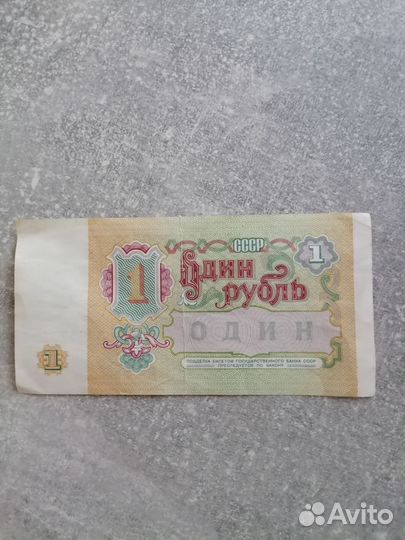 СССР
1
1
Один
рубль
ОДИН
1
ПОДДЕЛКА БИЛЕТОВ ГОСУДАРСТВЕННОГО БАНКА СССР
ПРЕСЛЕДУЕТСЯ ПО ЗАКОНУ
Avito